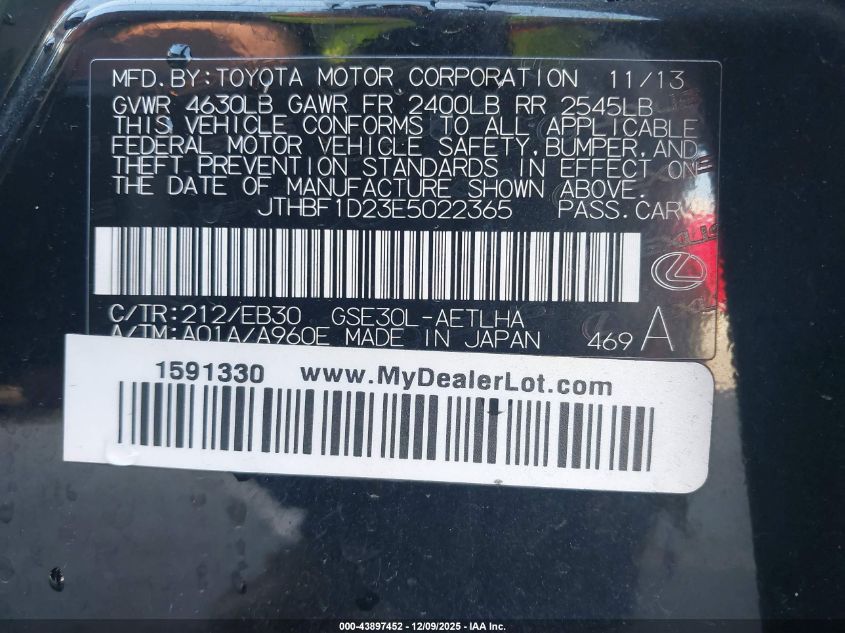 MFD.BY:TOYOTA MOTOR CORPORATION 11/13
GVWR 4630LB GAWR FR 2400LB RR 2545LB
THIS VEHICLE CONFORMS TO ALL APPLICABLE
FEDERAL MOTOR VEHICLE SAFETY,BUMPER,AND
THEFT PREVENTION STANDARDS IN EFFECT ON
THE DATE OF MANUFACTURE SHOWN ABOVE.
JTHBF1D23E5022365 PASS.CAR
C/TR:212/EB30 GSE30L-AETLHA
A/TM:A01A/A960E MADE IN JAPAN 469 A
1591330 www.MyDealerLot.com
000-43897452 - 12/09/2025 - IAA Inc.